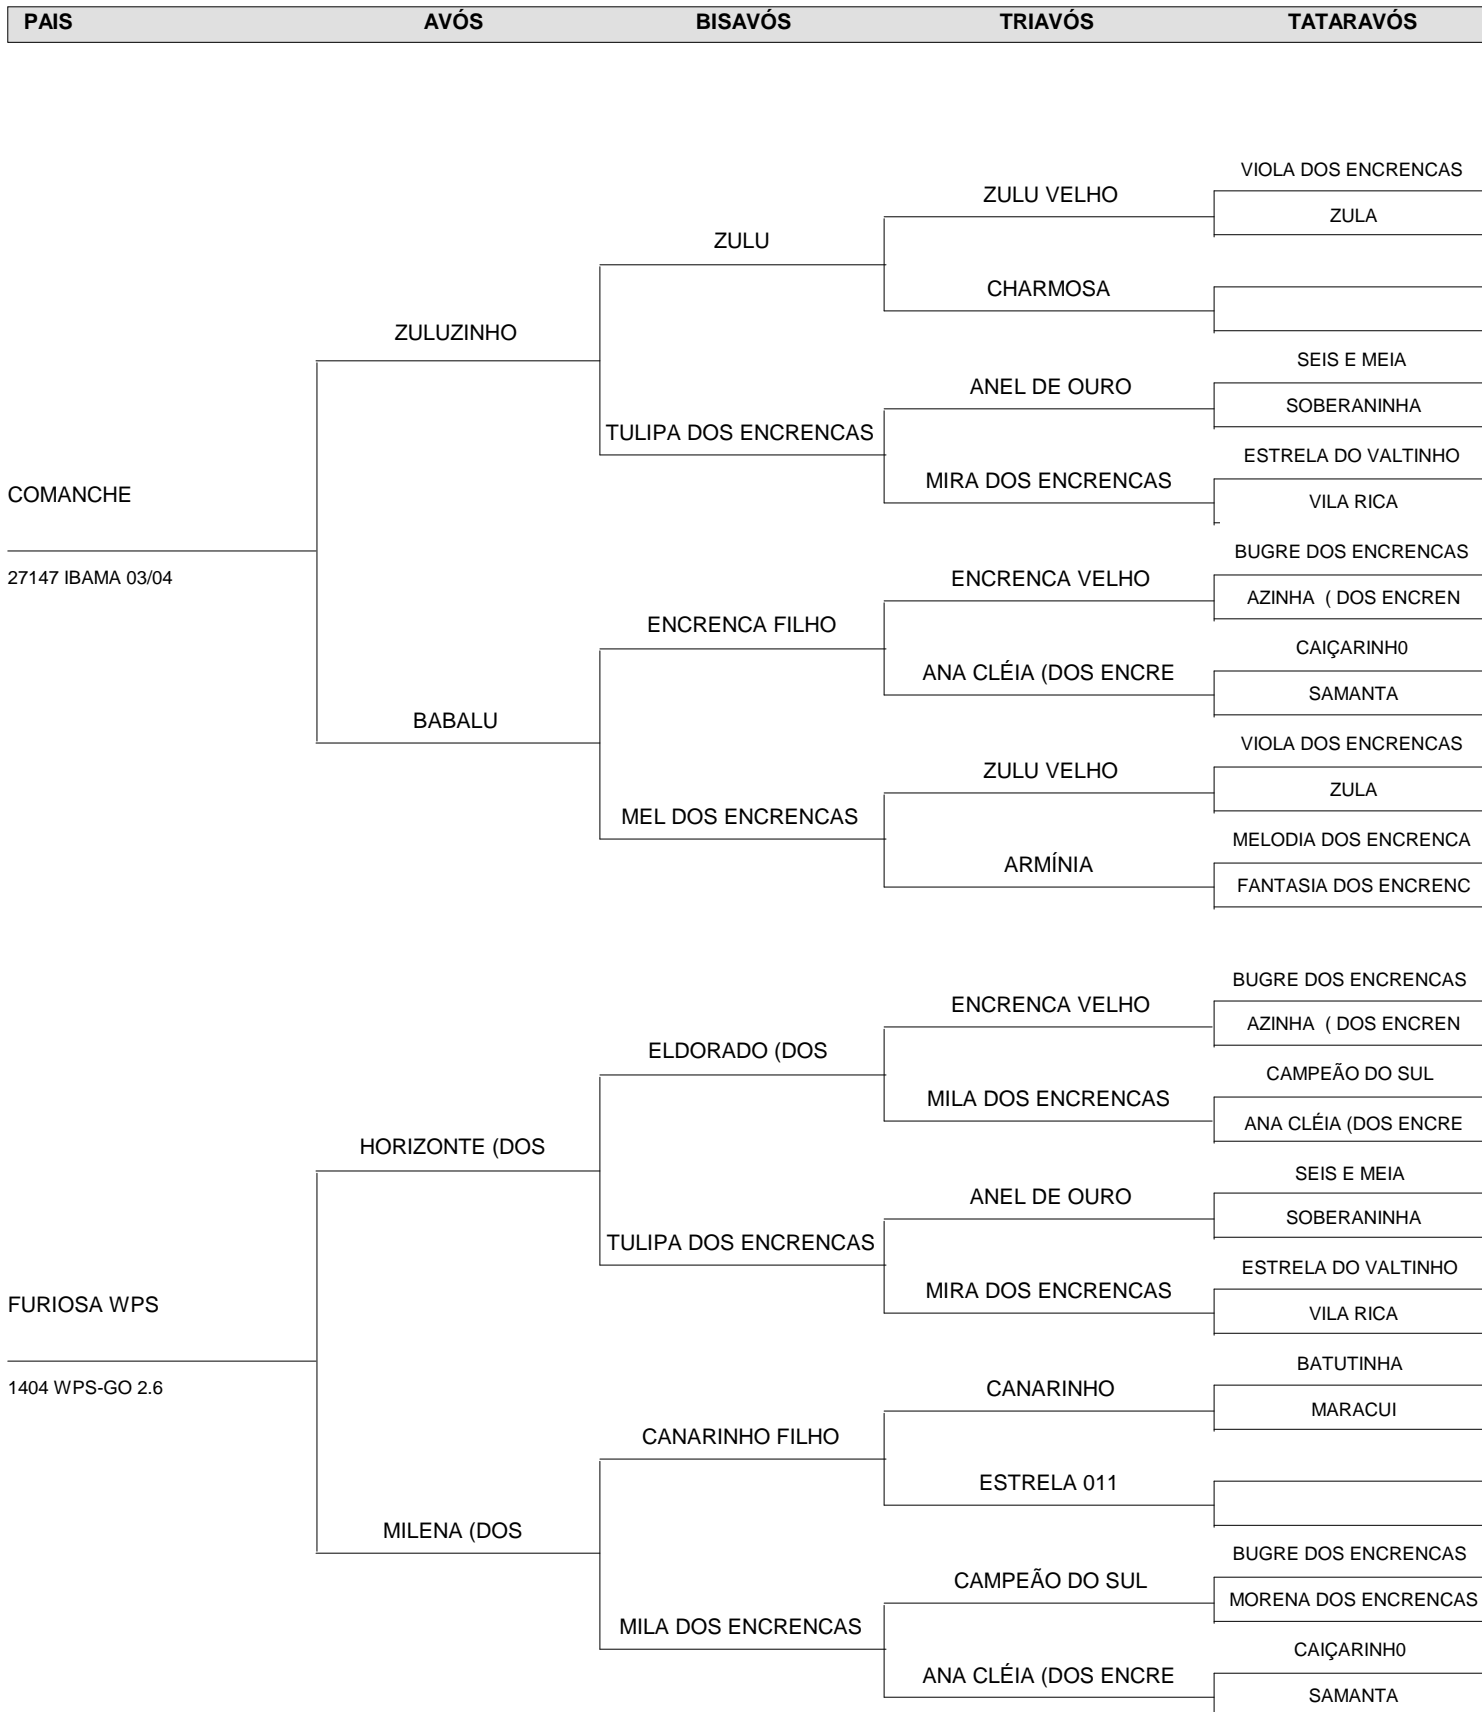 PAIS AVÓS BISAVÓS TRIAVÓS TATARAVÓS
VIOLA DOS ENCRENCAS
ZULU VELHO
ZULA
ZULU
CHARMOSA
ZULUZINHO
SEIS E MEIA
ANEL DE OURO
SOBERANINHA
TULIPA DOS ENCRENCAS
ESTRELA DO VALTINHO
MIRA DOS ENCRENCAS
VILA RICA
COMANCHE
27147 IBAMA 03/04
BUGRE DOS ENCRENCAS
ENCRENCA VELHO
AZINHA ( DOS ENCREN
ENCRENCA FILHO
CAIÇARINH0
ANA CLÉIA (DOS ENCRE
SAMANTA
BABALU
VIOLA DOS ENCRENCAS
ZULU VELHO
ZULA
MEL DOS ENCRENCAS
MELODIA DOS ENCRENCA
ARMÍNIA
FANTASIA DOS ENCRENC
BUGRE DOS ENCRENCAS
ENCRENCA VELHO
AZINHA ( DOS ENCREN
ELDORADO (DOS
CAMPEÃO DO SUL
MILA DOS ENCRENCAS
ANA CLÉIA (DOS ENCRE
HORIZONTE (DOS
SEIS E MEIA
ANEL DE OURO
SOBERANINHA
TULIPA DOS ENCRENCAS
ESTRELA DO VALTINHO
MIRA DOS ENCRENCAS
VILA RICA
FURIOSA WPS
1404 WPS-GO 2.6
BATUTINHA
CANARINHO
MARACUI
CANARINHO FILHO
ESTRELA 011
MILENA (DOS
BUGRE DOS ENCRENCAS
CAMPEÃO DO SUL
MORENA DOS ENCRENCAS
MILA DOS ENCRENCAS
CAIÇARINH0
ANA CLÉIA (DOS ENCRE
SAMANTA